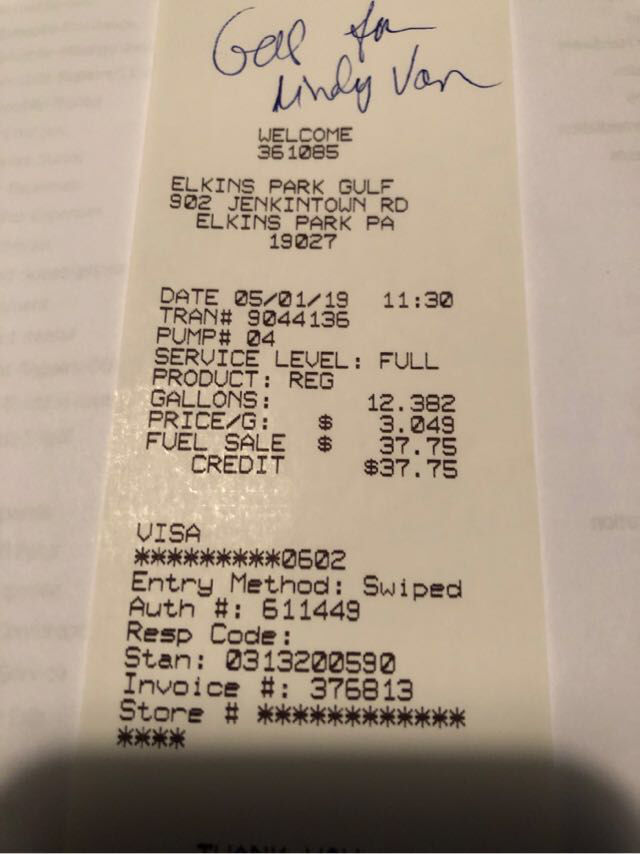 Gas for
Van
WELCOME
361085
ELKINS PARK GULF
902 JENKINTOWN RD
ELKINS PARK PA
19027
DATE 05/01/19 11:30
TRAN# 9044136
PUMP# 04
SERVICE LEVEL: FULL
PRODUCT: REG
GALLONS: 12.382
PRICE/G: $ 3.049
FUEL SALE $ 37.75
CREDIT $37.75
VISA
*********0602
Entry Method: Swiped
Auth #: 611449
Resp Code:
Stan: 0313200590
Invoice #: 376813
Store # ************
****
THANK YOU